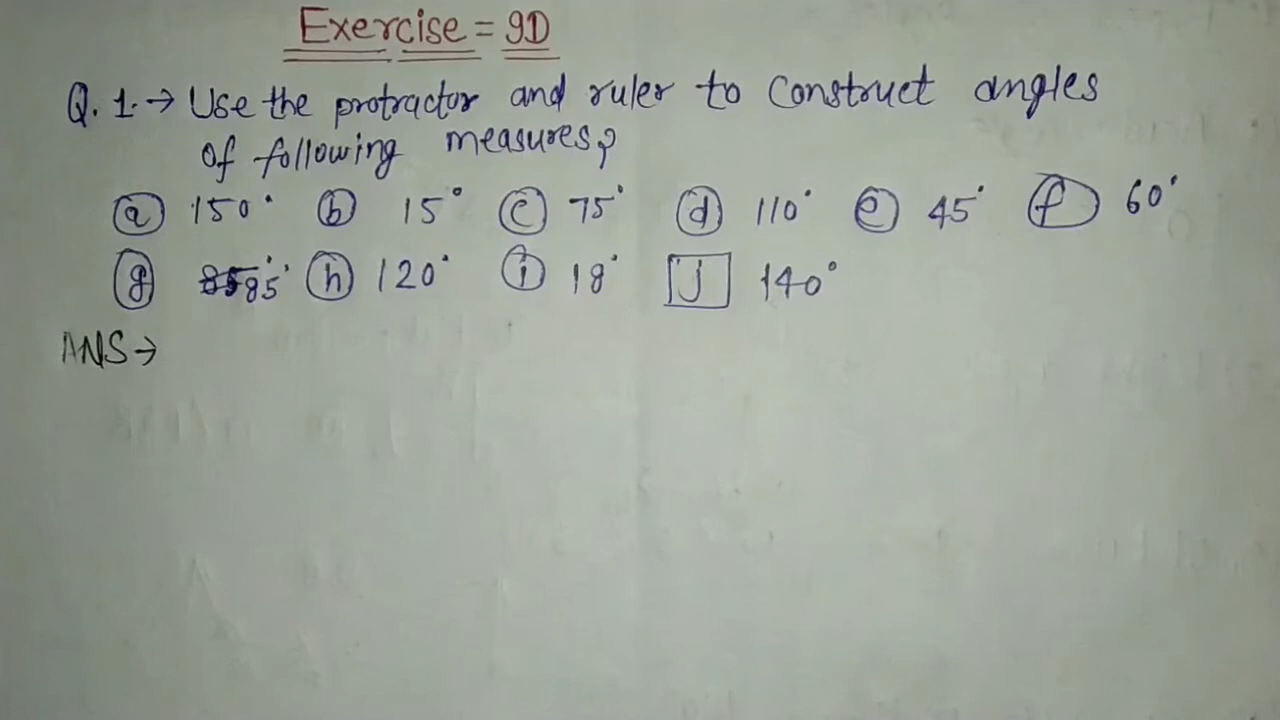 Exercise = 9D
Q. 1. → Use the protractor and ruler to construct angles
of following measures?
(a) 150° (b) 15° (c) 75° (d) 110° (e) 45° (f) 60°
(g) 85° (h) 120° (i) 18° [J] 140°
ANS →